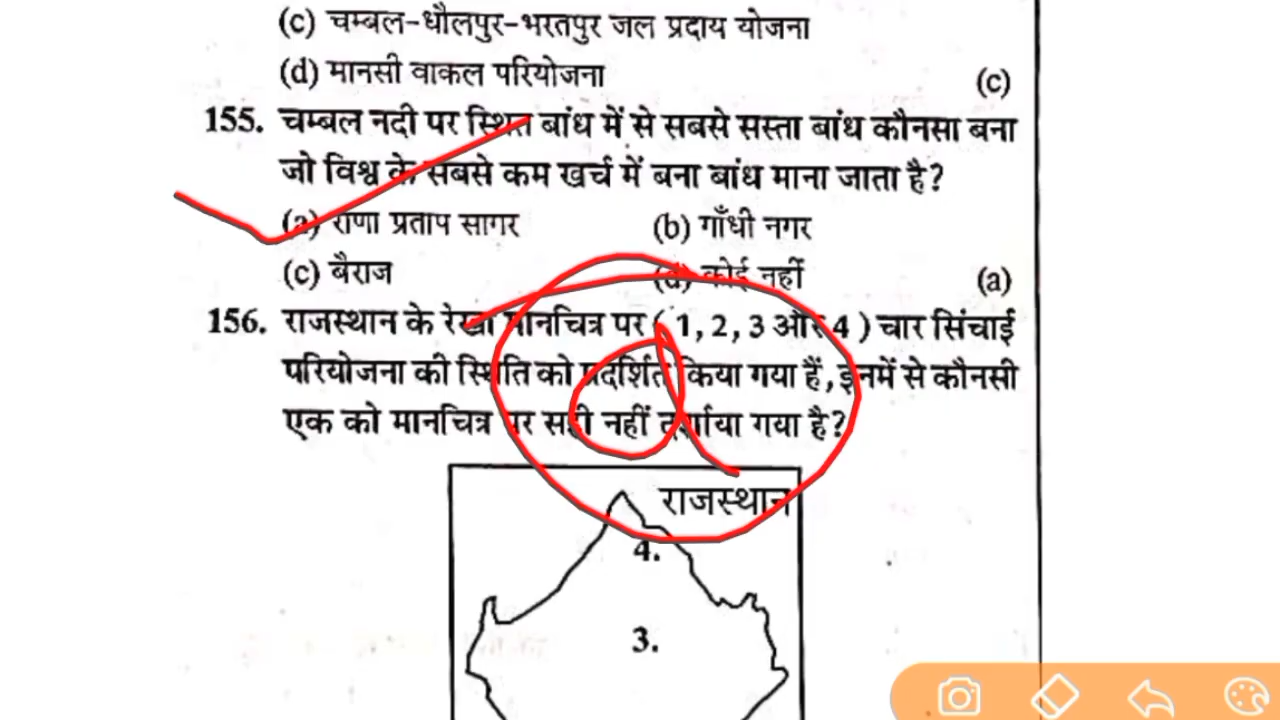 (c) चम्बल-धौलपुर-भरतपुर जल प्रदाय योजना
(d) मानसी वाकल परियोजना (c)
155. चम्बल नदी पर स्थित बांध में से सबसे सस्ता बांध कौनसा बना
जो विश्व के सबसे कम खर्च में बना बांध माना जाता है?
(a) राणा प्रताप सागर (b) गाँधी नगर
(c) बैराज (d) कोई नहीं (a)
156. राजस्थान के रेखा मानचित्र पर ( 1, 2, 3 और 4 ) चार सिंचाई
परियोजना की स्थिति को प्रदर्शित किया गया हैं, इनमें से कौनसी
एक को मानचित्र पर सही नहीं दर्शाया गया है?
राजस्थान
4.
3.
a